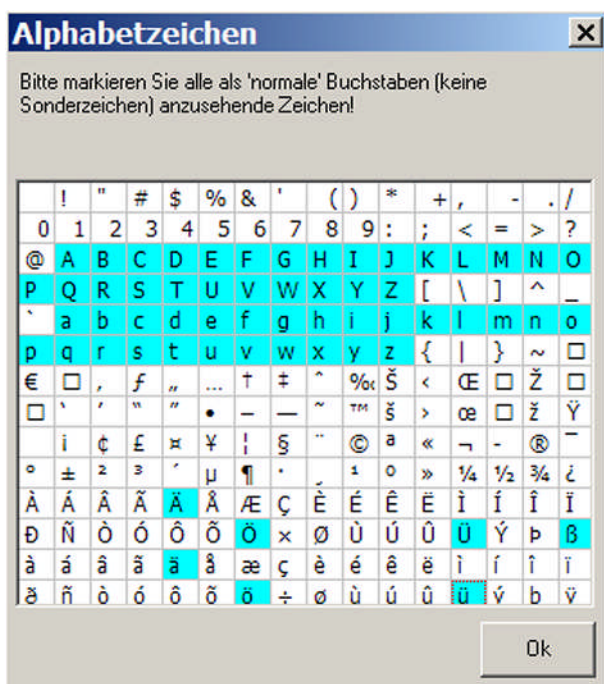 Alphabetzeichen
Bitte markieren Sie alle als 'normale' Buchstaben (keine
Sonderzeichen) anzusehende Zeichen!
! " # $ % & ' ( ) * + , - . /
0 1 2 3 4 5 6 7 8 9 : ; < = > ?
@ A B C D E F G H I J K L M N O
P Q R S T U V W X Y Z [ \ ] ^ _
` a b c d e f g h i j k l m n o
p q r s t u v w x y z { | } ~ □
€ □ ‚ ƒ „ … † ‡ ˆ ‰ Š ‹ Œ □ Ž □
□ ‘ ’ “ ” • – — ˜ ™ š › œ □ ž Ÿ
¡ ¢ £ ¤ ¥ ¦ § ¨ © ª « ¬ - ® ¯
° ± ² ³ ´ µ ¶ · ¸ ¹ º » ¼ ½ ¾ ¿
À Á Â Ã Ä Å Æ Ç È É Ê Ë Ì Í Î Ï
Ð Ñ Ò Ó Ô Õ Ö × Ø Ù Ú Û Ü Ý Þ ß
à á â ã ä å æ ç è é ê ë ì í î ï
ð ñ ò ó ô õ ö ÷ ø ù ú û ü ý þ ÿ
Ok